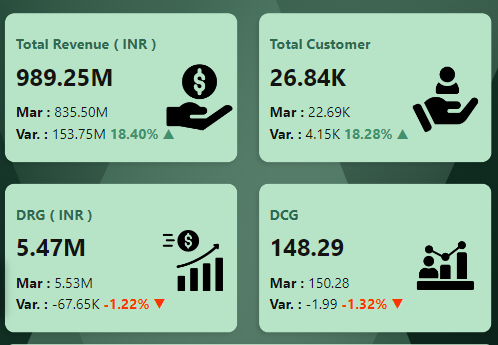 Total Revenue ( INR )
989.25M
Mar : 835.50M
Var. : 153.75M 18.40% ▲
Total Customer
26.84K
Mar : 22.69K
Var. : 4.15K 18.28% ▲
DRG ( INR )
5.47M
Mar : 5.53M
Var. : -67.65K -1.22% ▼
DCG
148.29
Mar : 150.28
Var. : -1.99 -1.32% ▼